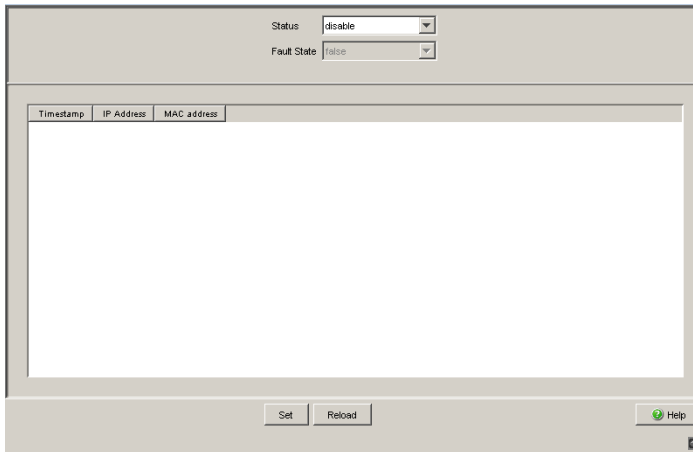 Status disable
Fault State false
Timestamp IP Address MAC address
Set Reload Help